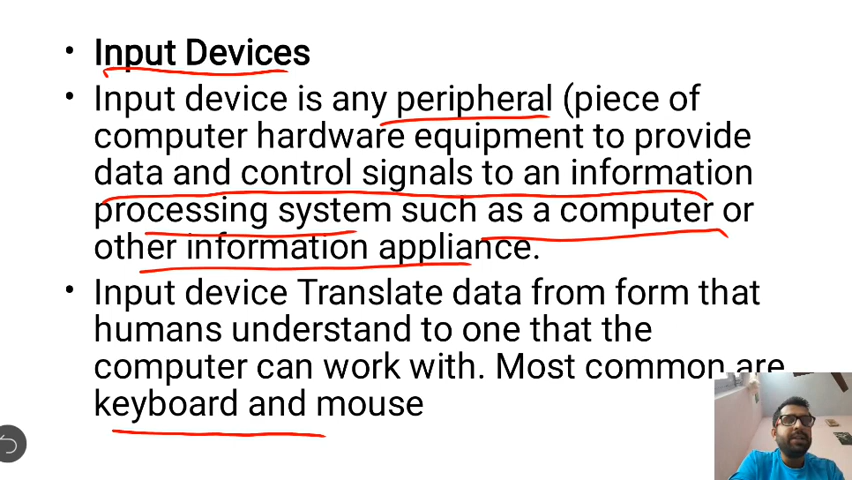 • Input Devices
• Input device is any peripheral (piece of
computer hardware equipment to provide
data and control signals to an information
processing system such as a computer or
other information appliance.
• Input device Translate data from form that
humans understand to one that the
computer can work with. Most common are
keyboard and mouse